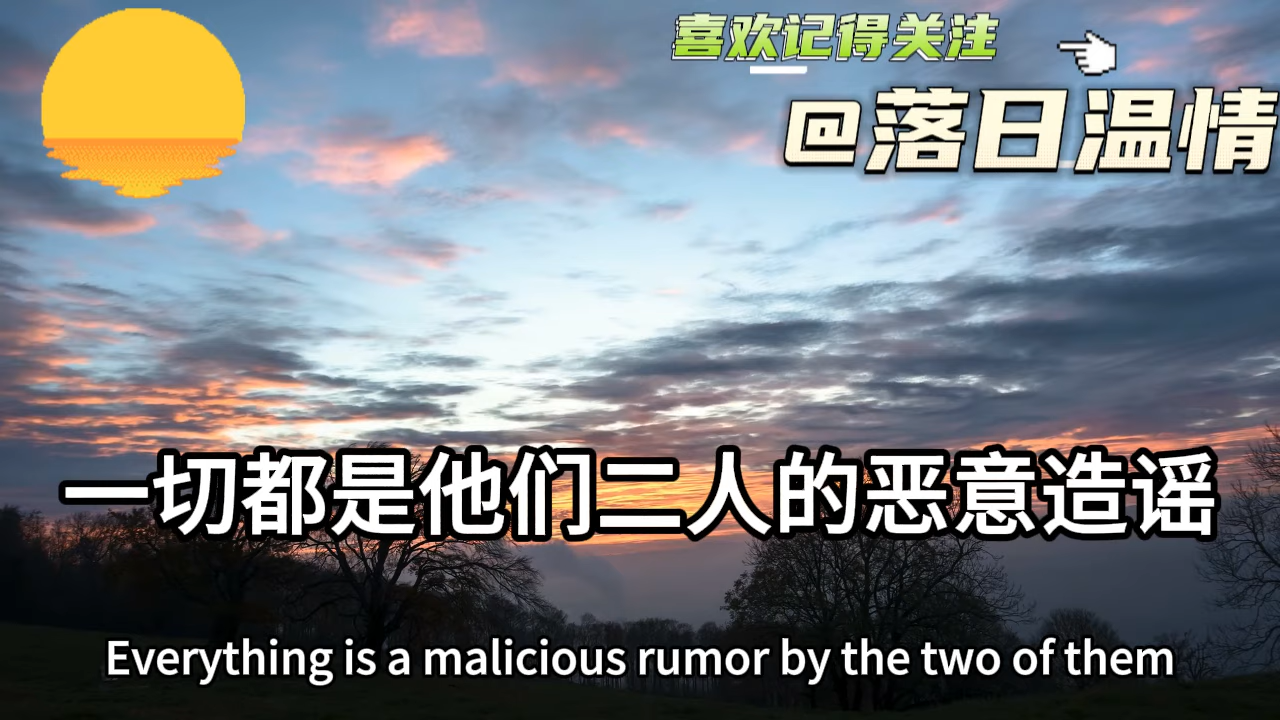 喜欢记得关注
@落日温情
一切都是他们二人的恶意造谣
Everything is a malicious rumor by the two of them